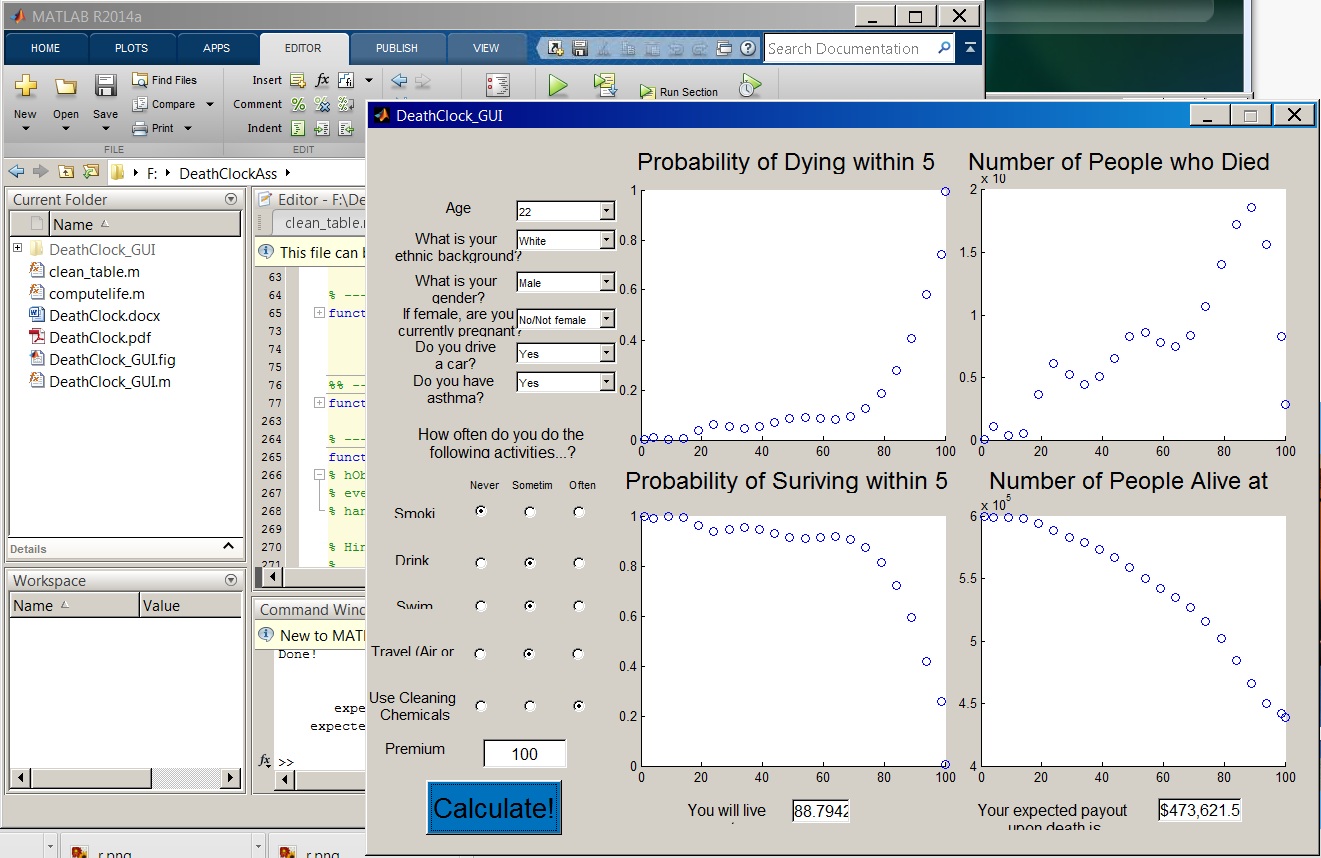 MATLAB R2014a
HOME PLOTS APPS EDITOR PUBLISH VIEW
Search Documentation
New Open Save
Find Files
Compare
Print
FILE
Insert fx
Comment
Indent
EDIT
Run Section
F: DeathClockAss
Current Folder
Name
DeathClock_GUI
clean_table.m
computelife.m
DeathClock.docx
DeathClock.pdf
DeathClock_GUI.fig
DeathClock_GUI.m
Details
Workspace
Name Value
Editor - F:\De
clean_table.
This file can
63
64 % ---
65 funct
73
74
75
76 %% --
77 funct
263
264 % ---
265 funct
266 % hOb
267 % eve
268 % han
269
270 % Hin
271 %
Command Wind
New to MATL
Done!
expe
expecte
fx >>
r.png
r.png
DeathClock_GUI
Age
22
What is your
ethnic background?
White
What is your
gender?
Male
If female, are you
currently pregnant?
No/Not female
Do you drive
a car?
Yes
Do you have
asthma?
Yes
How often do you do the
following activities...?
Never Sometim Often
Smoki
Drink
Swim
Travel (Air or
Use Cleaning
Chemicals
Premium
100
Calculate!
Probability of Dying within 5
1
0.8
0.6
0.4
0.2
0
0 20 40 60 80 100
Number of People who Died
x 10
2
1.5
1
0.5
0
0 20 40 60 80 100
Probability of Suriving within 5
1
0.8
0.6
0.4
0.2
0
0 20 40 60 80 100
Number of People Alive at
x 10^5
6
5.5
5
4.5
4
0 20 40 60 80 100
You will live
88.7942
Your expected payout
upon death is
$473,621.5